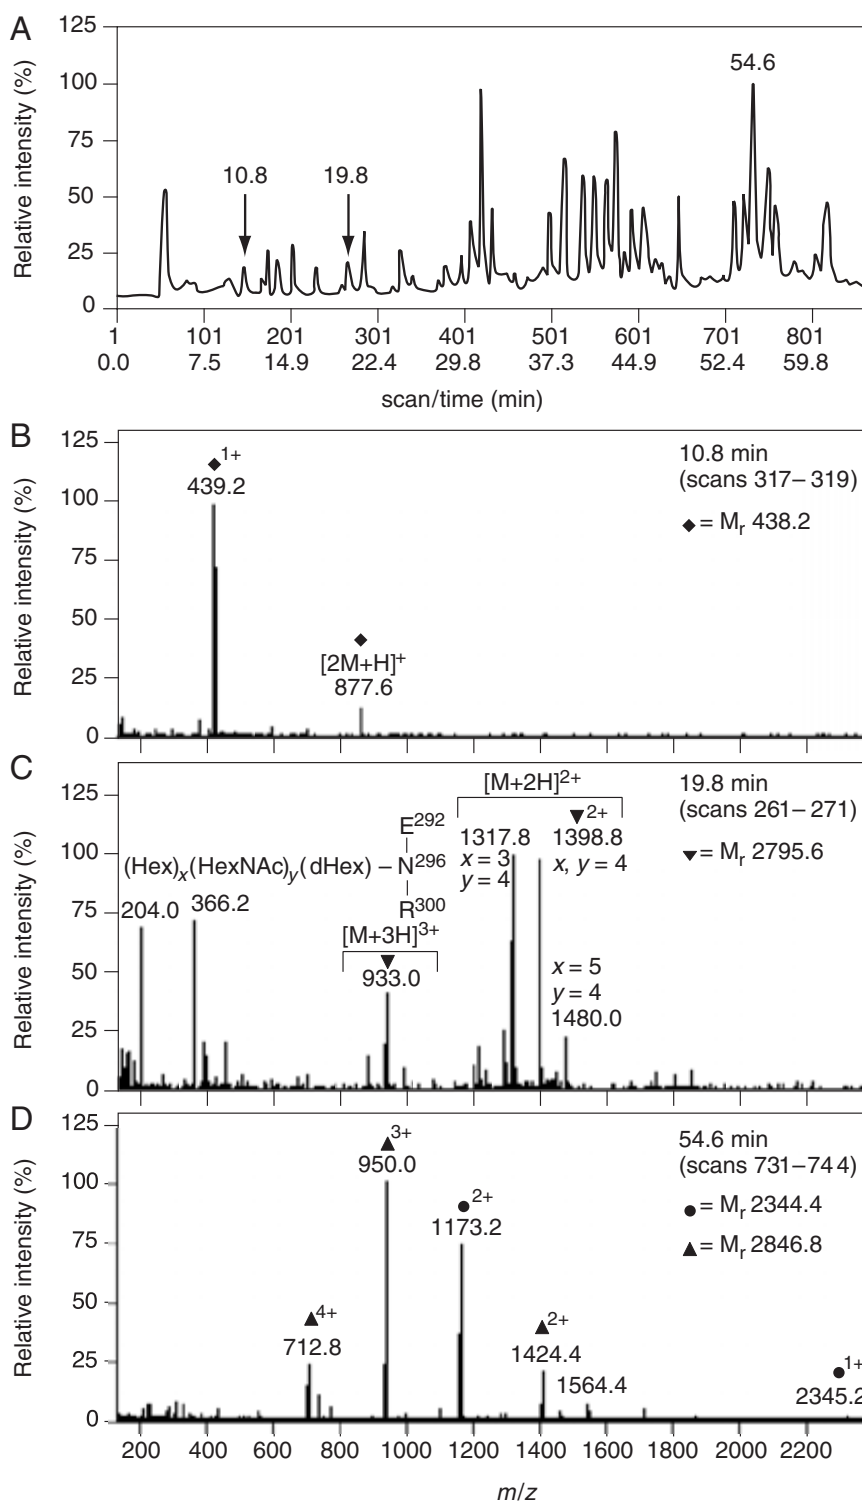 A
Relative intensity (%)
125
100
75
50
25
0
10.8
19.8
54.6
1 101 201 301 401 501 601 701 801
0.0 7.5 14.9 22.4 29.8 37.3 44.9 52.4 59.8
scan/time (min)
B
Relative intensity (%)
125
100
75
50
25
0
◆1+
439.2
◆
[2M+H]+
877.6
10.8 min
(scans 317–319)
◆ = Mr 438.2
C
Relative intensity (%)
125
100
75
50
25
0
204.0
366.2
(Hex)x(HexNAc)y(dHex) – N296
E292
R300
[M+3H]3+
▼
933.0
[M+2H]2+
1317.8
x = 3
y = 4
▼2+
1398.8
x, y = 4
x = 5
y = 4
1480.0
19.8 min
(scans 261–271)
▼ = Mr 2795.6
D
Relative intensity (%)
125
100
75
50
25
0
▲4+
712.8
▲3+
950.0
●2+
1173.2
▲2+
1424.4
1564.4
●1+
2345.2
54.6 min
(scans 731–744)
● = Mr 2344.4
▲ = Mr 2846.8
200 400 600 800 1000 1200 1400 1600 1800 2000 2200
m/z